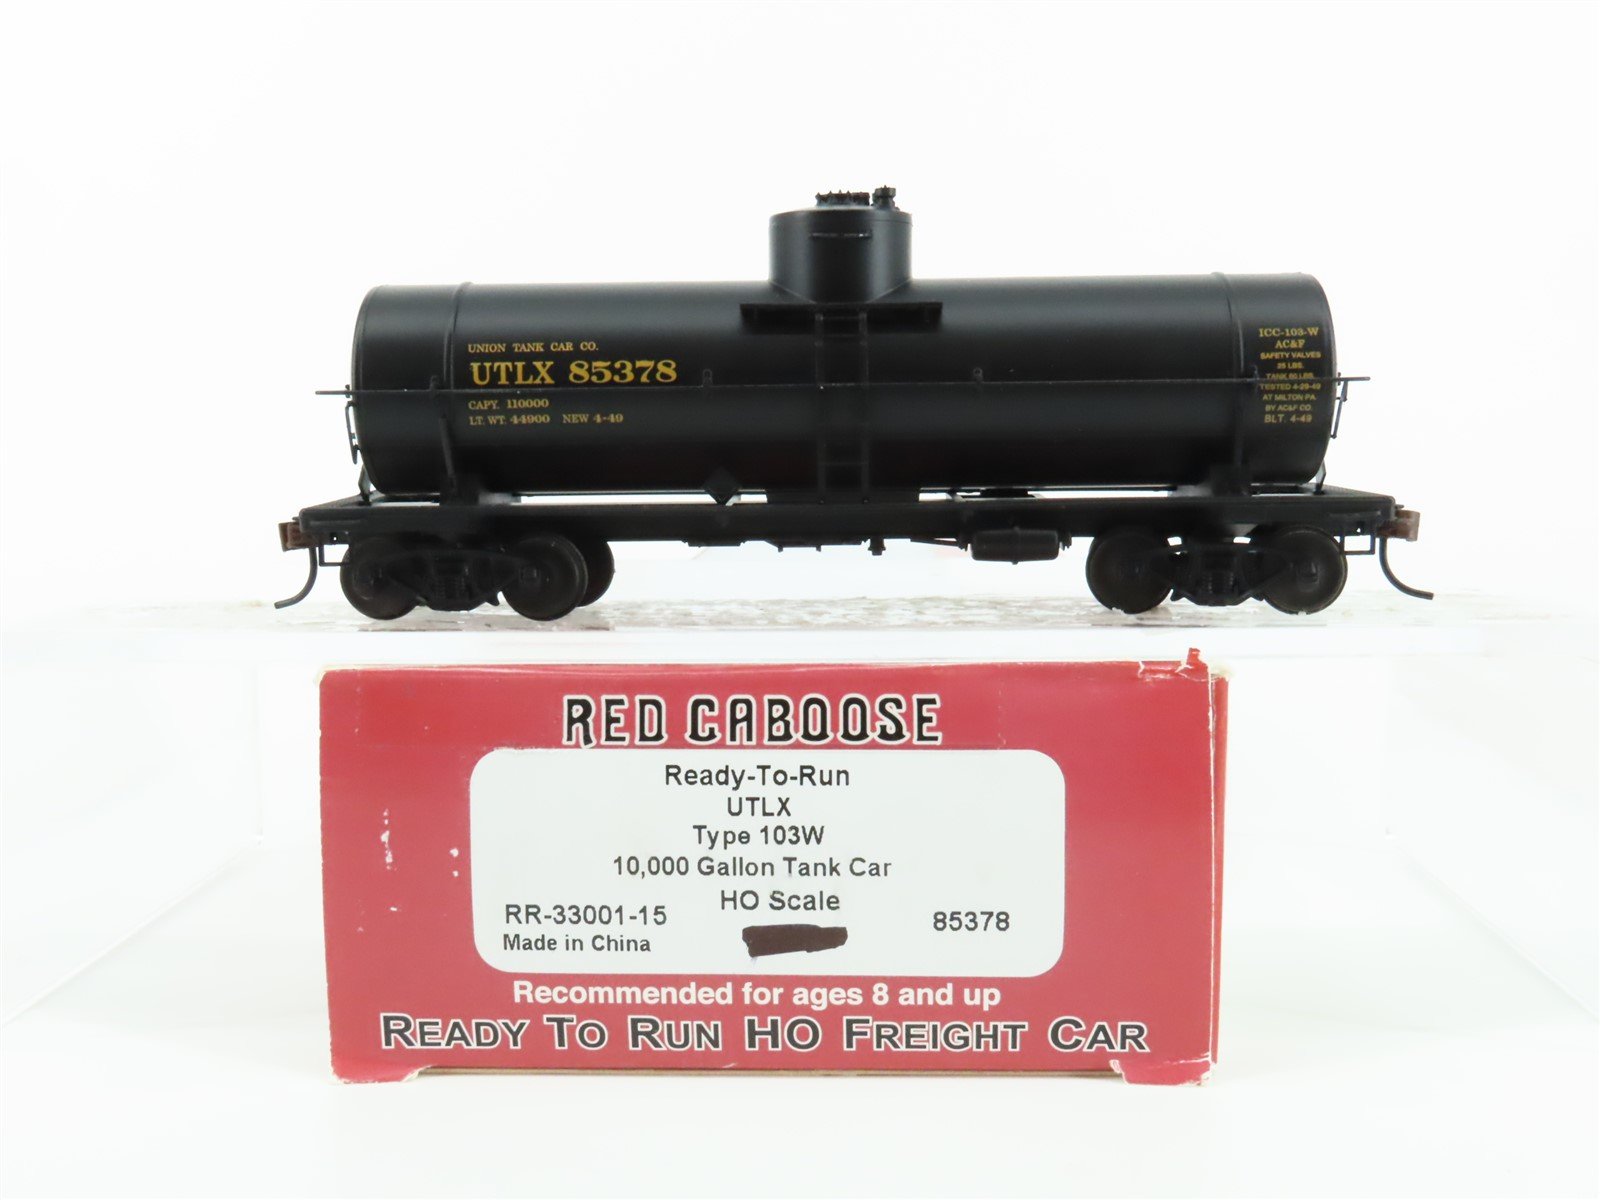 UNION TANK CAR CO.
UTLX 85378
CAPY. 110000
LT. WT. 44900 NEW 4-49
ICC-103-W
AC&F
SAFETY VALVES
25 LBS.
TANK 60 LBS.
TESTED 4-29-49
AT MILTON PA.
BY AC&F CO.
BLT. 4-49
RED CABOOSE
Ready-To-Run
UTLX
Type 103W
10,000 Gallon Tank Car
HO Scale
RR-33001-15
85378
Made in China
Recommended for ages 8 and up
READY TO RUN HO FREIGHT CAR